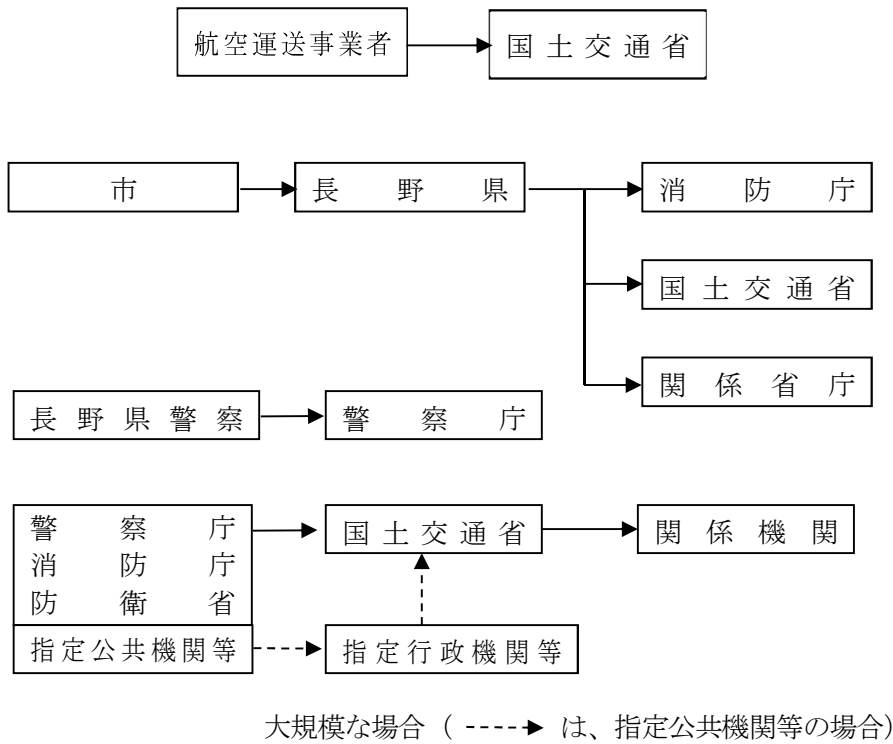 航空運送事業者
国土交通省
市
長野県
消防庁
国土交通省
関係省庁
長野県警察
警察庁
警察庁
消防庁
防衛省
指定公共機関等
国土交通省
関係機関
指定行政機関等
大規模な場合（ は、指定公共機関等の場合）